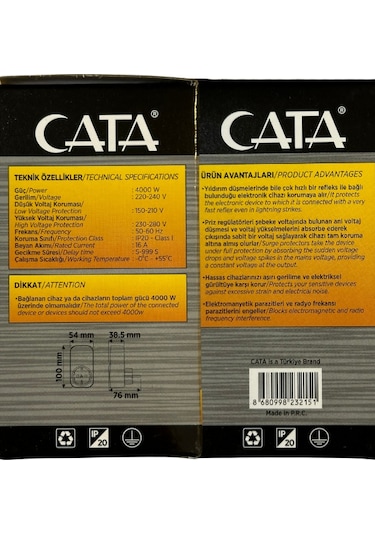 CATA®
TEKNİK ÖZELLİKLER/TECHNICAL SPECIFICATIONS
Güç/Power :4000 W
Gerilim/Voltage :220-240 V
Düşük Voltaj Koruması/
Low Voltage Protection :150-210 V
Yüksek Voltaj Koruması/
High Voltage Protection :230-280 V
Frekans/Frequency :50-60 Hz
Koruma Sınıfı/Protection Class :IP20 - Class I
Beyan Akımı/Rated Current :16 A
Gecikme Süresi/Delay time :5-999 S
Çalışma Sıcaklığı/Working Temperature :-0°C - +55°C
DİKKAT/ATTENTION
•Bağlanan cihaz ya da cihazların toplam gücü 4000 W
üzerinde olmamalıdır/The total power of the connected device
or devices should not exceed 4000w
54 mm
38.5 mm
100 mm
76 mm
IP
20
CATA®
ÜRÜN AVANTAJLARI/PRODUCT ADVANTAGES
•Yıldırım düşmelerinde bile çok hızlı bir refleks ile bağlı
bulunduğu elektronik cihazı korumaya alır/It protects
the electronic device to which it is connected with a very
fast reflex even in lightning strikes.
•Priz regülatörleri şebeke voltajında bulunan ani voltaj
düşmesi ve voltaj yükselmelerini absorbe ederek
çıkışında sabit bir voltaj sağlayarak cihazı tam koruma
altına almış olurlar/Surge protectors take the device
under full protection by absorbing the sudden voltage
drops and voltage spikes in the mains voltage, providing
a constant voltage at the output.
•Hassas cihazlarınızı aşırı gerilime ve elektriksel
gürültüye karşı korur/Protects your sensitive devices
against excessive strain and electrical noise.
•Elektromanyetik parazitleri ve radyo frekansı
parazitlerini engeller/Blocks electromagnetic and radio
frequency interference.
CATA is a Türkiye Brand
8 680998 232151
Made in P.R.C.
IP
20